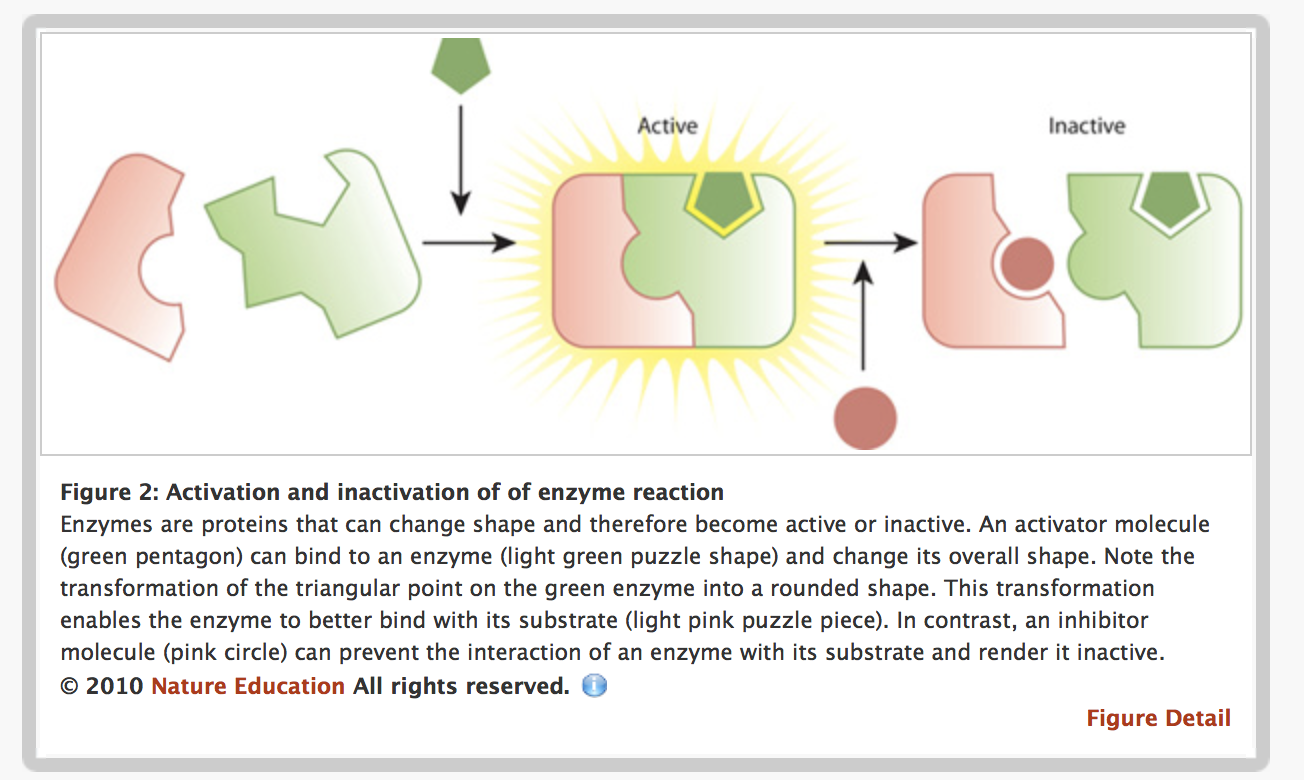 Active
Inactive
Figure 2: Activation and inactivation of of enzyme reaction
Enzymes are proteins that can change shape and therefore become active or inactive. An activator molecule
(green pentagon) can bind to an enzyme (light green puzzle shape) and change its overall shape. Note the
transformation of the triangular point on the green enzyme into a rounded shape. This transformation
enables the enzyme to better bind with its substrate (light pink puzzle piece). In contrast, an inhibitor
molecule (pink circle) can prevent the interaction of an enzyme with its substrate and render it inactive.
© 2010 Nature Education All rights reserved. i
Figure Detail